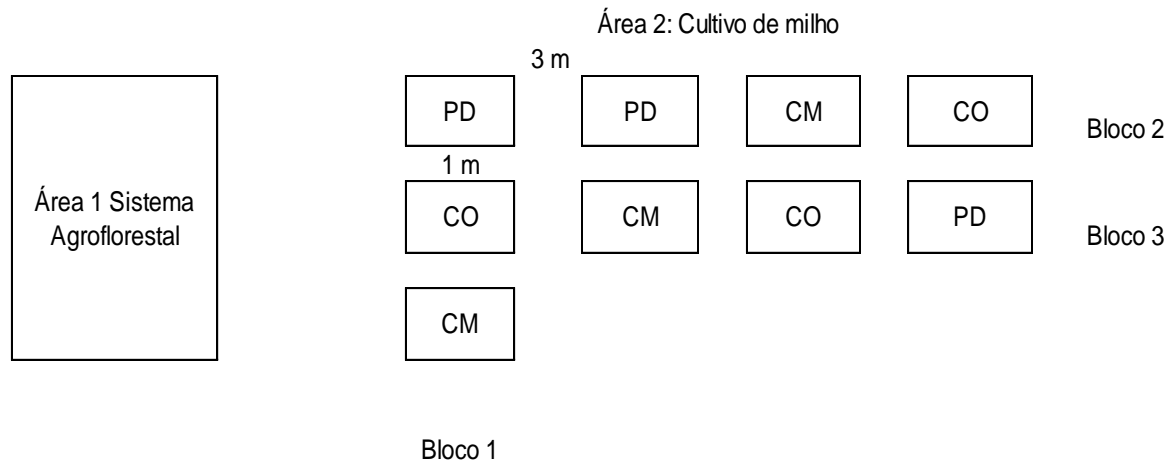 Área 2: Cultivo de milho
3 m
PD
PD
CM
CO
Bloco 2
1 m
Área 1 Sistema
Agroflorestal
CO
CM
CO
PD
Bloco 3
CM
Bloco 1